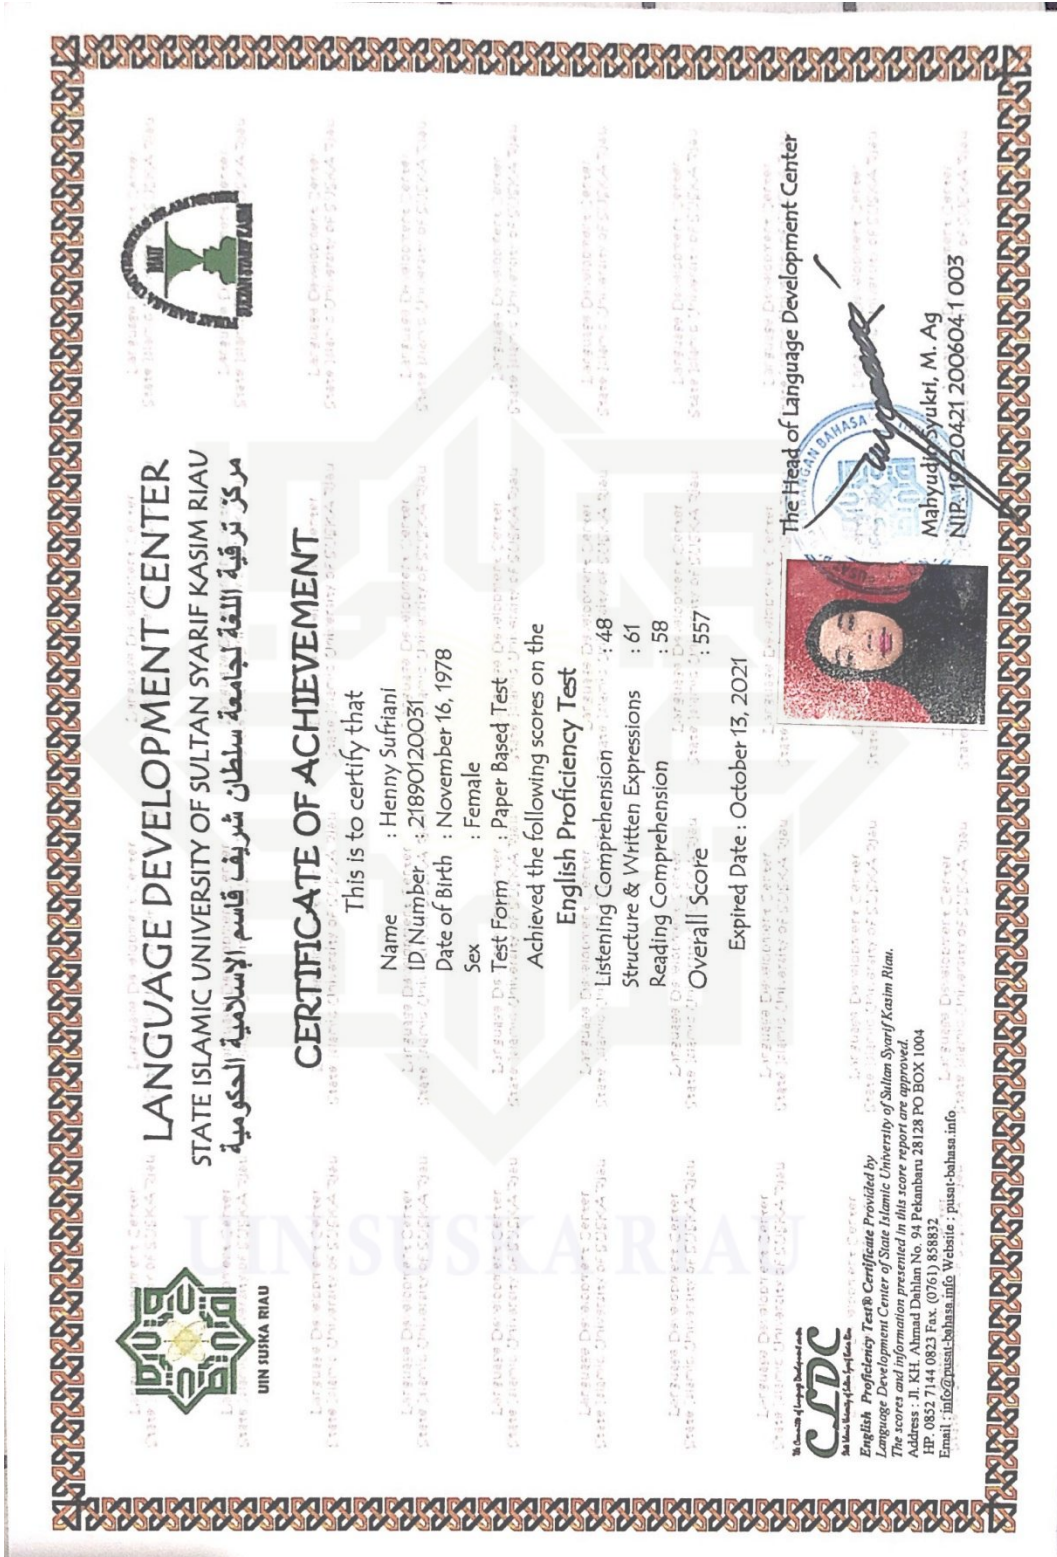 UIN SUSKA RIAU
LANGUAGE DEVELOPMENT CENTER
STATE ISLAMIC UNIVERSITY OF SULTAN SYARIF KASIM RIAU
مركز ترقية اللغة لجامعة سلطان شريف قاسم الإسلامية الحكومية
CERTIFICATE OF ACHIEVEMENT
This is to certify that
Name : Henny Sufriani
ID Number : 21890120031
Date of Birth : November 16, 1978
Sex : Female
Test Form : Paper Based Test
Achieved the following scores on the
English Proficiency Test
Listening Comprehension : 48
Structure & Written Expressions : 61
Reading Comprehension : 58
Overall Score : 557
Expired Date : October 13, 2021
The Head of Language Development Center
Mahyudin Syukri, M. Ag
NIP. 19720421 200604 1 003
UIN SUSKA RIAU
CLDC
English Proficiency Test® Certificate Provided by
Language Development Center of State Islamic University of Sultan Syarif Kasim Riau.
The scores and information presented in this score report are approved.
Address : Jl. KH. Ahmad Dahlan No. 94 Pekanbaru 28128 PO BOX 1004
HP. 0852 7144 0823 Fax. (0761) 858832
Email : info@pusat-bahasa.info Website : pusat-bahasa.info